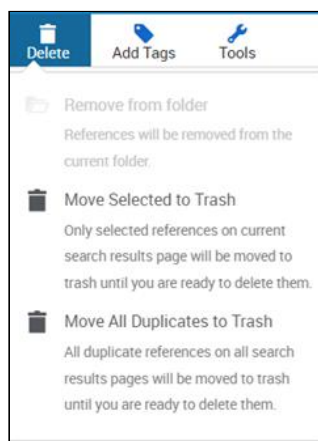 Delete Add Tags Tools
Remove from folder
References will be removed from the
current folder.
Move Selected to Trash
Only selected references on current
search results page will be moved to
trash until you are ready to delete them.
Move All Duplicates to Trash
All duplicate references on all search
results pages will be moved to trash
until you are ready to delete them.